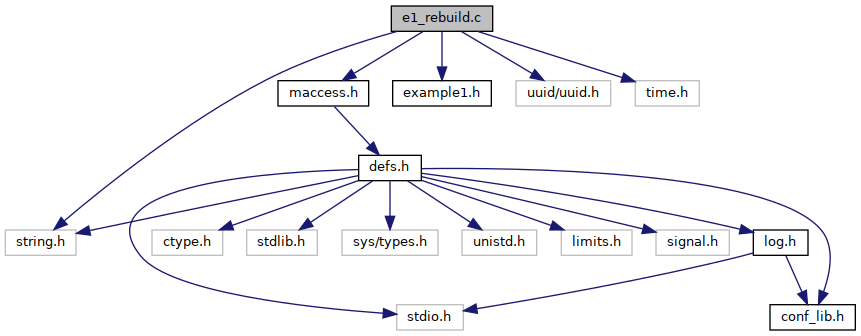 e1_rebuild.c
maccess.h
example1.h
uuid/uuid.h
time.h
defs.h
string.h
ctype.h
stdlib.h
sys/types.h
unistd.h
limits.h
signal.h
log.h
stdio.h
conf_lib.h